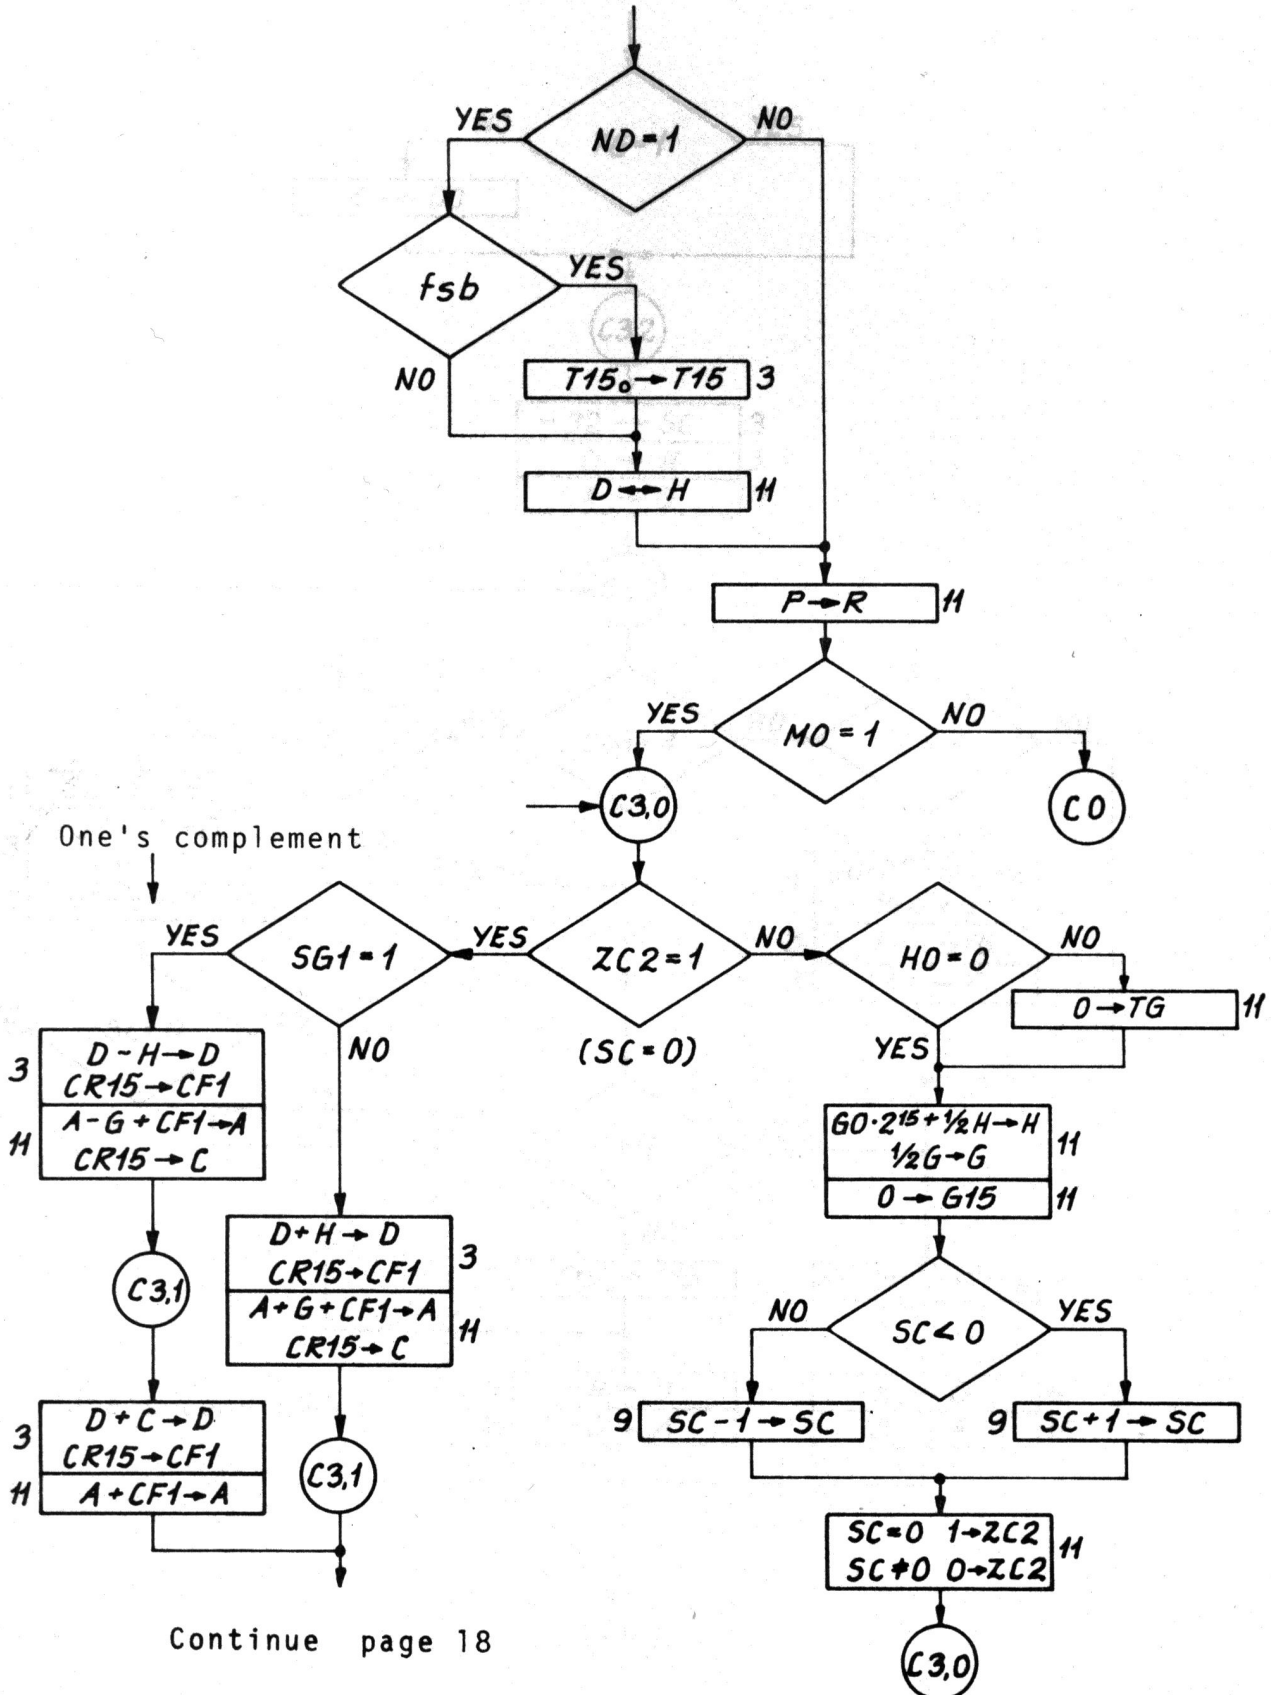 ND=1
YES
NO
fsb
YES
NO
T15₀→T15 3
D↔H 11
P→R 11
MO=1
YES
NO
C3,0
C0
One's complement
SG1=1
YES
NO
ZC2=1
YES
NO
(SC=0)
HO=0
NO
YES
0→TG 11
3
D-H→D
CR15→CF1
11
A-G+CF1→A
CR15→C
C3,1
D+H→D
CR15→CF1
3
A+G+CF1→A
CR15→C
11
C3,1
3
D+C→D
CR15→CF1
11 A+CF1→A
GO·2¹⁵+½H→H
½G→G
11
0→G15 11
SC<0
NO
YES
9 SC-1→SC
9 SC+1→SC
SC=0 1→ZC2
SC≠0 0→ZC2
11
C3,0
Continue page 18